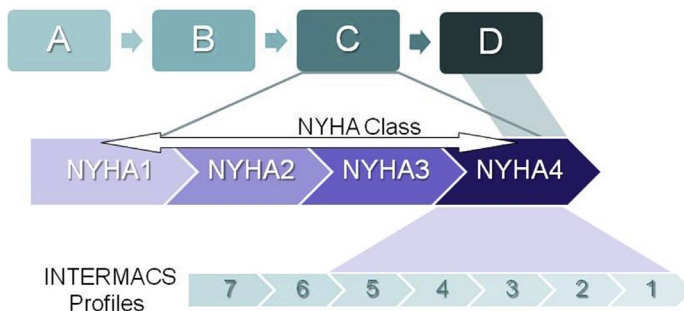 A B C D
NYHA Class
NYHA1 NYHA2 NYHA3 NYHA4
INTERMACS
Profiles
7 6 5 4 3 2 1